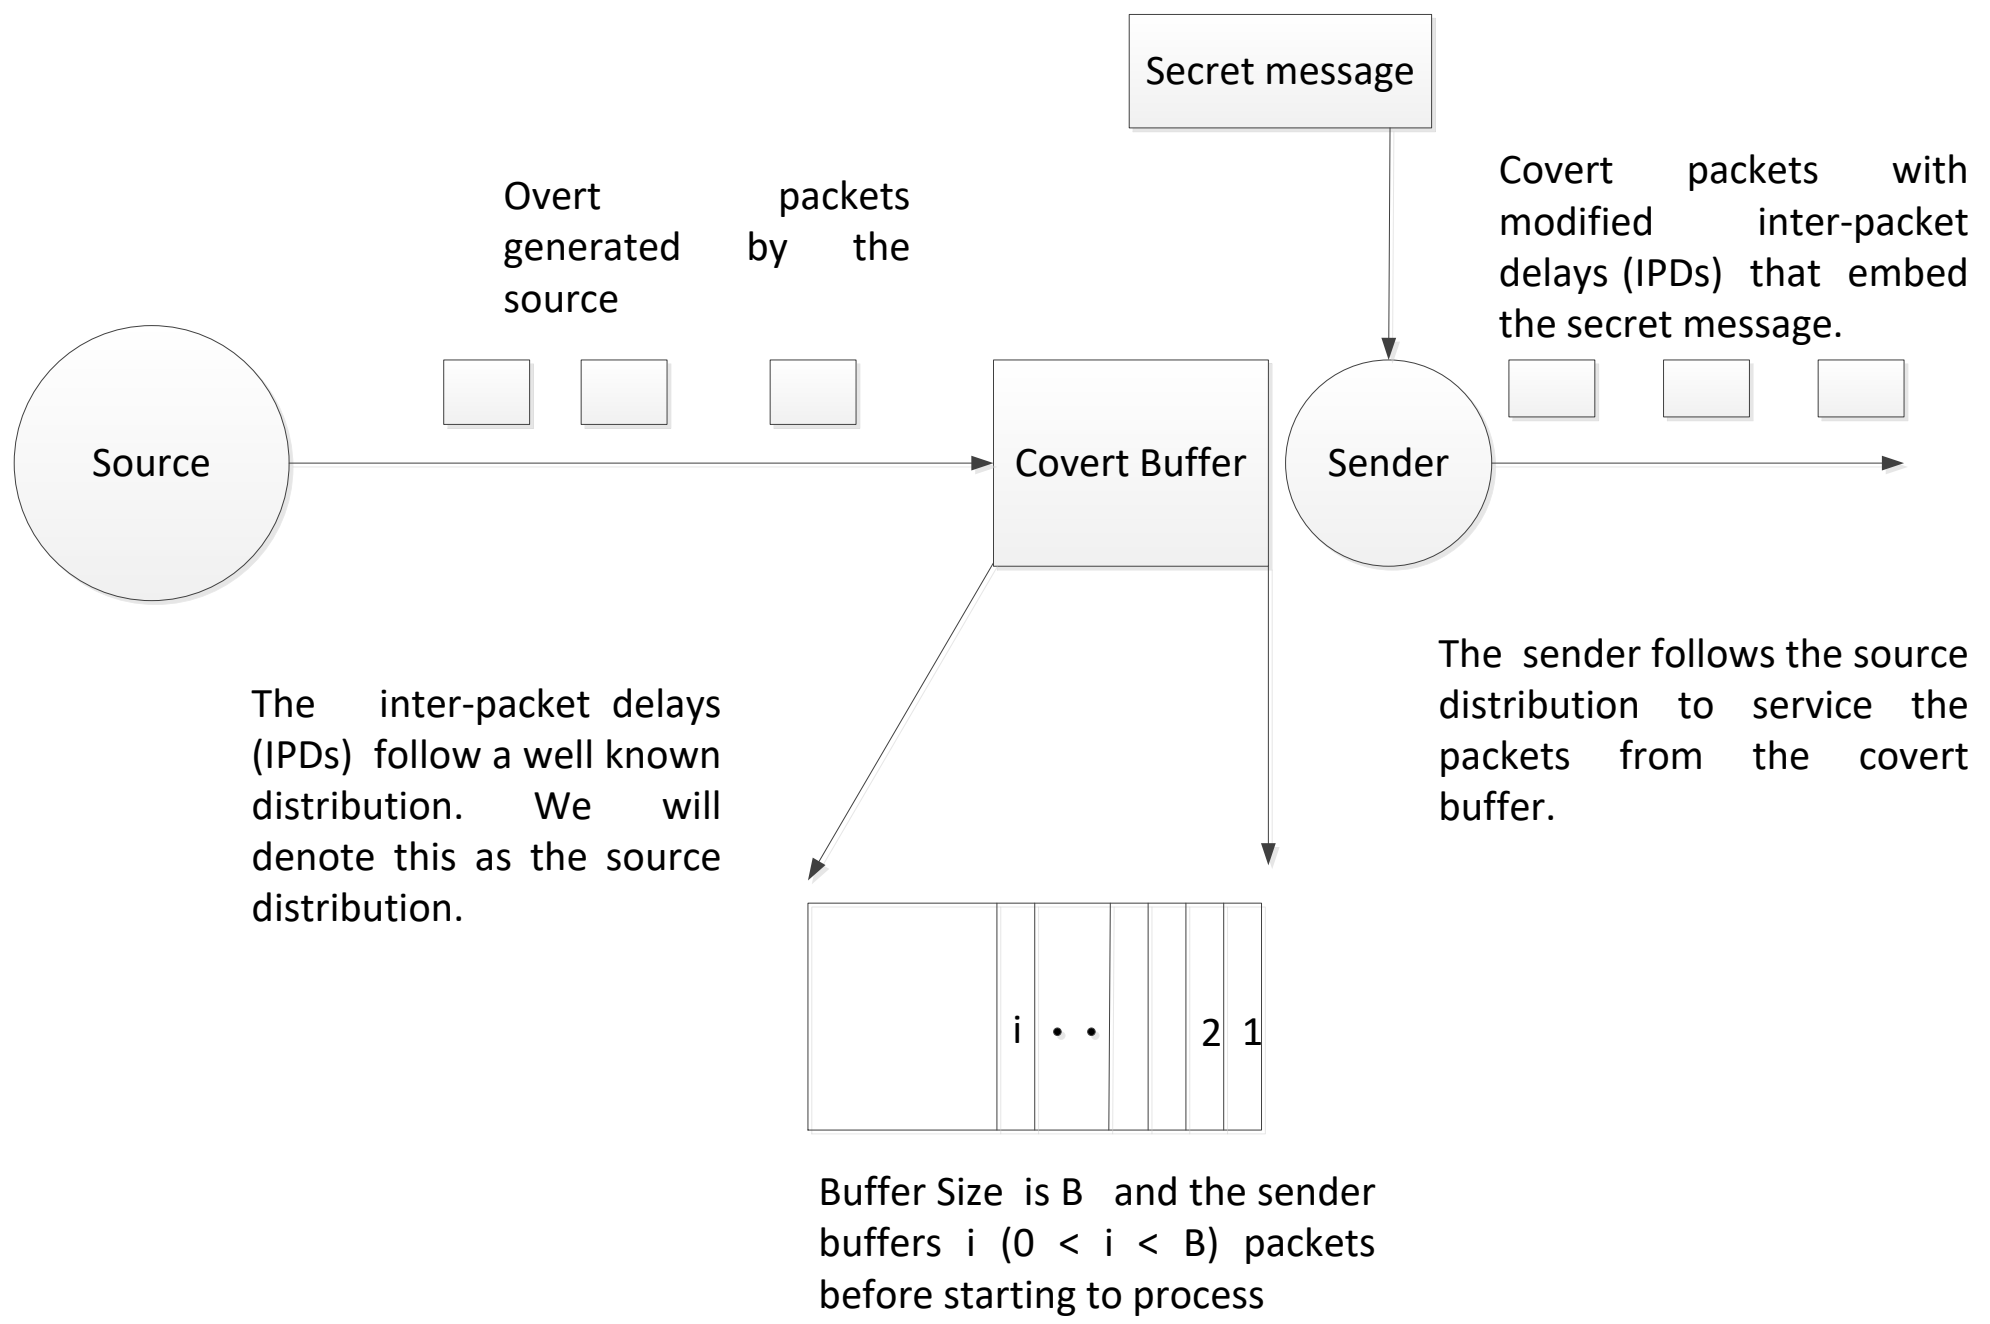 Secret message
Overt packets
generated by the
source
Covert packets with
modified inter-packet
delays (IPDs) that embed
the secret message.
Source
Covert Buffer
Sender
The inter-packet delays
(IPDs) follow a well known
distribution. We will
denote this as the source
distribution.
The sender follows the source
distribution to service the
packets from the covert
buffer.
i • • 2 1
Buffer Size is B and the sender
buffers i (0 < i < B) packets
before starting to process